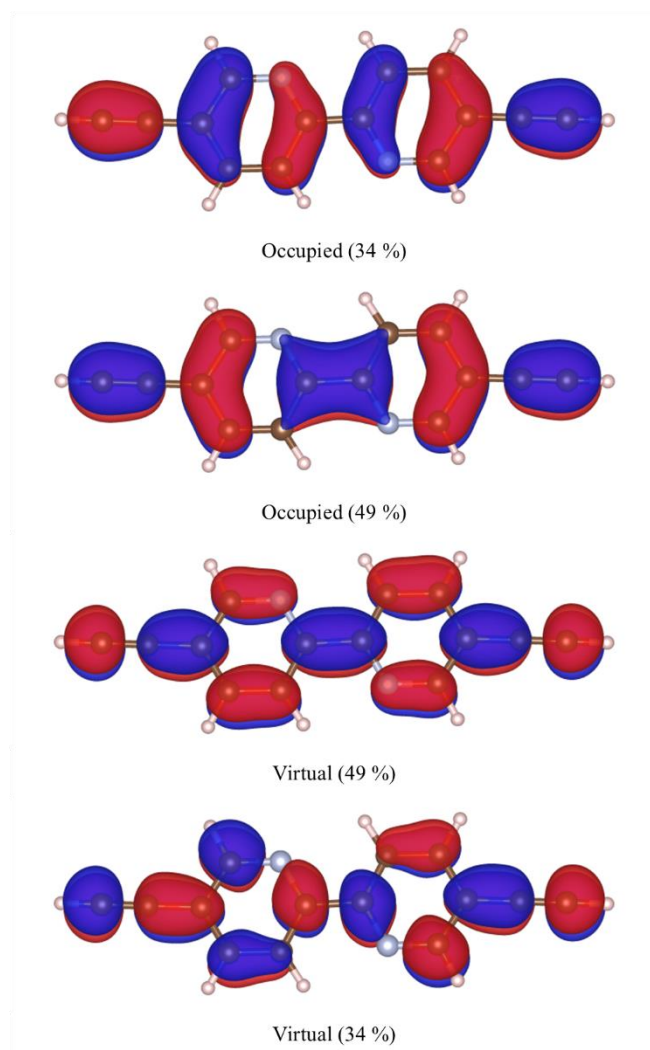 Occupied (34 %)
Occupied (49 %)
Virtual (49 %)
Virtual (34 %)